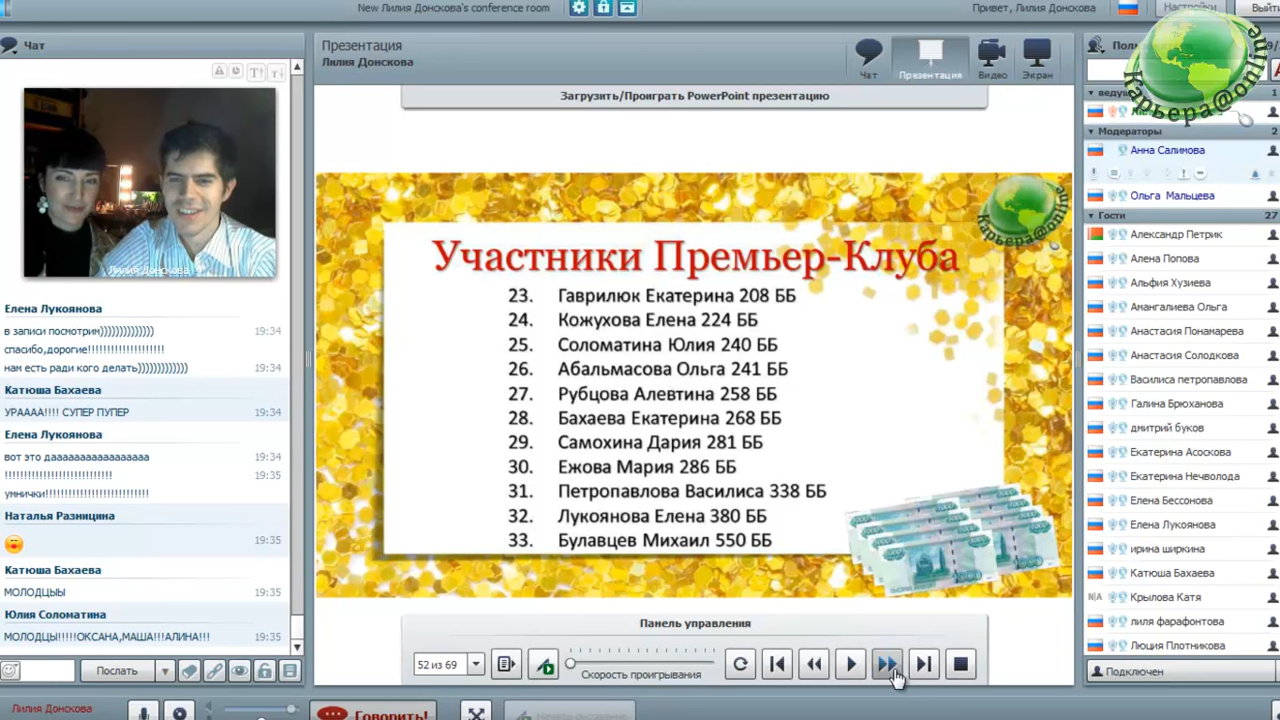 New Лилия Донскова's conference room
Привет, Лилия Донскова
Настройки
Выйти
Карьера@online
Чат
Лилия Донскова
Елена Лукоянова
в записи посмотрин))))))))))))))
19:34
спасибо,дорогие!!!!!!!!!!!!!!!!!!!
нам есть ради кого делать)))))))))))))
19:34
Катюша Бахаева
УРАААА!!!! СУПЕР ПУПЕР
19:34
Елена Лукоянова
вот это дааааааааааааааааа
19:34
!!!!!!!!!!!!!!!!!!!!!!!!!!!
19:35
умнички!!!!!!!!!!!!!!!!!!!!!!!!!!
Наталья Разницина
19:35
Катюша Бахаева
МОЛОДЦЫЫ
19:35
Юлия Соломатина
МОЛОДЦЫ!!!!!ОКСАНА,МАША!!!АЛИНА!!!
19:35
Послать
Лилия Донскова
Говорить!
Презентация
Лилия Донскова
Чат
Презентация
Видео
Экран
Загрузить/Проиграть PowerPoint презентацию
Карьера@online
Участники Премьер-Клуба
23. Гаврилюк Екатерина 208 ББ
24. Кожухова Елена 224 ББ
25. Соломатина Юлия 240 ББ
26. Абальмасова Ольга 241 ББ
27. Рубцова Алевтина 258 ББ
28. Бахаева Екатерина 268 ББ
29. Самохина Дария 281 ББ
30. Ежова Мария 286 ББ
31. Петропавлова Василиса 338 ББ
32. Лукоянова Елена 380 ББ
33. Булавцев Михаил 550 ББ
Панель управления
52 из 69
Скорость проигрывания
1
Модераторы 2
Анна Салимова
Ольга Мальцева
Гости 27
Александр Петрик
Алена Попова
Альфия Хузиева
Амангалиева Ольга
Анастасия Понамарева
Анастасия Солодкова
Василиса петропавлова
Галина Брюханова
дмитрий буков
Екатерина Асоскова
Екатерина Нечволода
Елена Бессонова
Елена Лукоянова
ирина ширкина
Катюша Бахаева
N\A Крылова Катя
лиля фарафонтова
Люция Плотникова
Подключен